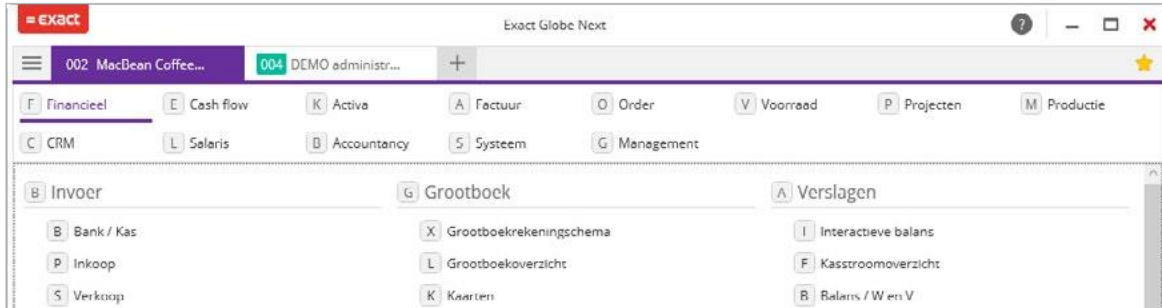 = exact
Exact Globe Next
?
002 MacBean Coffee...
004 DEMO administr...
F Financieel
E Cash flow
K Activa
A Factuur
O Order
V Voorraad
P Projecten
M Productie
C CRM
L Salaris
B Accountancy
S Systeem
G Management
B Invoer
G Grootboek
A Verslagen
B Bank / Kas
X Grootboekrekeningschema
I Interactieve balans
P Inkoop
L Grootboekoverzicht
F Kasstroomoverzicht
S Verkoop
K Kaarten
B Balans / W en V